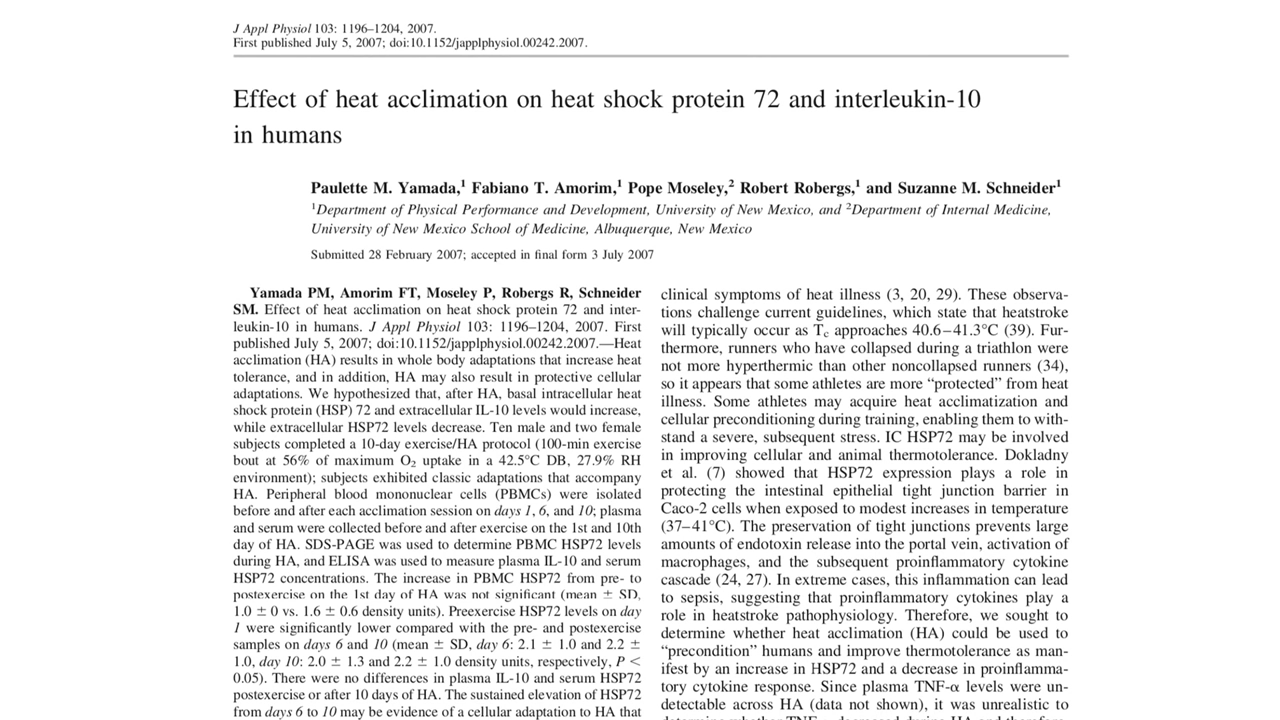 J Appl Physiol 103: 1196–1204, 2007.
First published July 5, 2007; doi:10.1152/japplphysiol.00242.2007.
Effect of heat acclimation on heat shock protein 72 and interleukin-10
in humans
Paulette M. Yamada,1 Fabiano T. Amorim,1 Pope Moseley,2 Robert Robergs,1 and Suzanne M. Schneider1
1Department of Physical Performance and Development, University of New Mexico, and 2Department of Internal Medicine,
University of New Mexico School of Medicine, Albuquerque, New Mexico
Submitted 28 February 2007; accepted in final form 3 July 2007
Yamada PM, Amorim FT, Moseley P, Robergs R, Schneider
SM. Effect of heat acclimation on heat shock protein 72 and inter-
leukin-10 in humans. J Appl Physiol 103: 1196–1204, 2007. First
published July 5, 2007; doi:10.1152/japplphysiol.00242.2007.—Heat
acclimation (HA) results in whole body adaptations that increase heat
tolerance, and in addition, HA may also result in protective cellular
adaptations. We hypothesized that, after HA, basal intracellular heat
shock protein (HSP) 72 and extracellular IL-10 levels would increase,
while extracellular HSP72 levels decrease. Ten male and two female
subjects completed a 10-day exercise/HA protocol (100-min exercise
bout at 56% of maximum O2 uptake in a 42.5°C DB, 27.9% RH
environment); subjects exhibited classic adaptations that accompany
HA. Peripheral blood mononuclear cells (PBMCs) were isolated
before and after each acclimation session on days 1, 6, and 10; plasma
and serum were collected before and after exercise on the 1st and 10th
day of HA. SDS-PAGE was used to determine PBMC HSP72 levels
during HA, and ELISA was used to measure plasma IL-10 and serum
HSP72 concentrations. The increase in PBMC HSP72 from pre- to
postexercise on the 1st day of HA was not significant (mean ± SD,
1.0 ± 0 vs. 1.6 ± 0.6 density units). Preexercise HSP72 levels on day
1 were significantly lower compared with the pre- and postexercise
samples on days 6 and 10 (mean ± SD, day 6: 2.1 ± 1.0 and 2.2 ±
1.0, day 10: 2.0 ± 1.3 and 2.2 ± 1.0 density units, respectively, P <
0.05). There were no differences in plasma IL-10 and serum HSP72
postexercise or after 10 days of HA. The sustained elevation of HSP72
from days 6 to 10 may be evidence of a cellular adaptation to HA that
clinical symptoms of heat illness (3, 20, 29). These observa-
tions challenge current guidelines, which state that heatstroke
will typically occur as Tc approaches 40.6–41.3°C (39). Fur-
thermore, runners who have collapsed during a triathlon were
not more hyperthermic than other noncollapsed runners (34),
so it appears that some athletes are more “protected” from heat
illness. Some athletes may acquire heat acclimatization and
cellular preconditioning during training, enabling them to with-
stand a severe, subsequent stress. IC HSP72 may be involved
in improving cellular and animal thermotolerance. Dokladny
et al. (7) showed that HSP72 expression plays a role in
protecting the intestinal epithelial tight junction barrier in
Caco-2 cells when exposed to modest increases in temperature
(37–41°C). The preservation of tight junctions prevents large
amounts of endotoxin release into the portal vein, activation of
macrophages, and the subsequent proinflammatory cytokine
cascade (24, 27). In extreme cases, this inflammation can lead
to sepsis, suggesting that proinflammatory cytokines play a
role in heatstroke pathophysiology. Therefore, we sought to
determine whether heat acclimation (HA) could be used to
“precondition” humans and improve thermotolerance as man-
ifest by an increase in HSP72 and a decrease in proinflamma-
tory cytokine response. Since plasma TNF-α levels were un-
detectable across HA (data not shown), it was unrealistic to